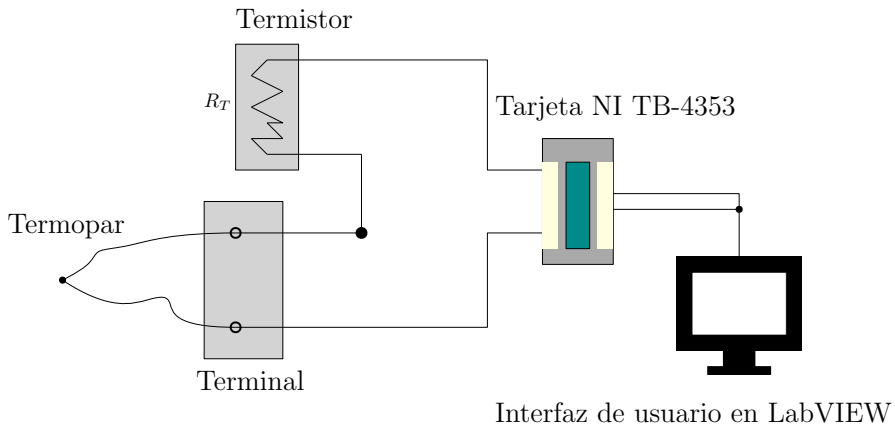 Termistor
R_T
Tarjeta NI TB-4353
Termopar
Terminal
Interfaz de usuario en LabVIEW